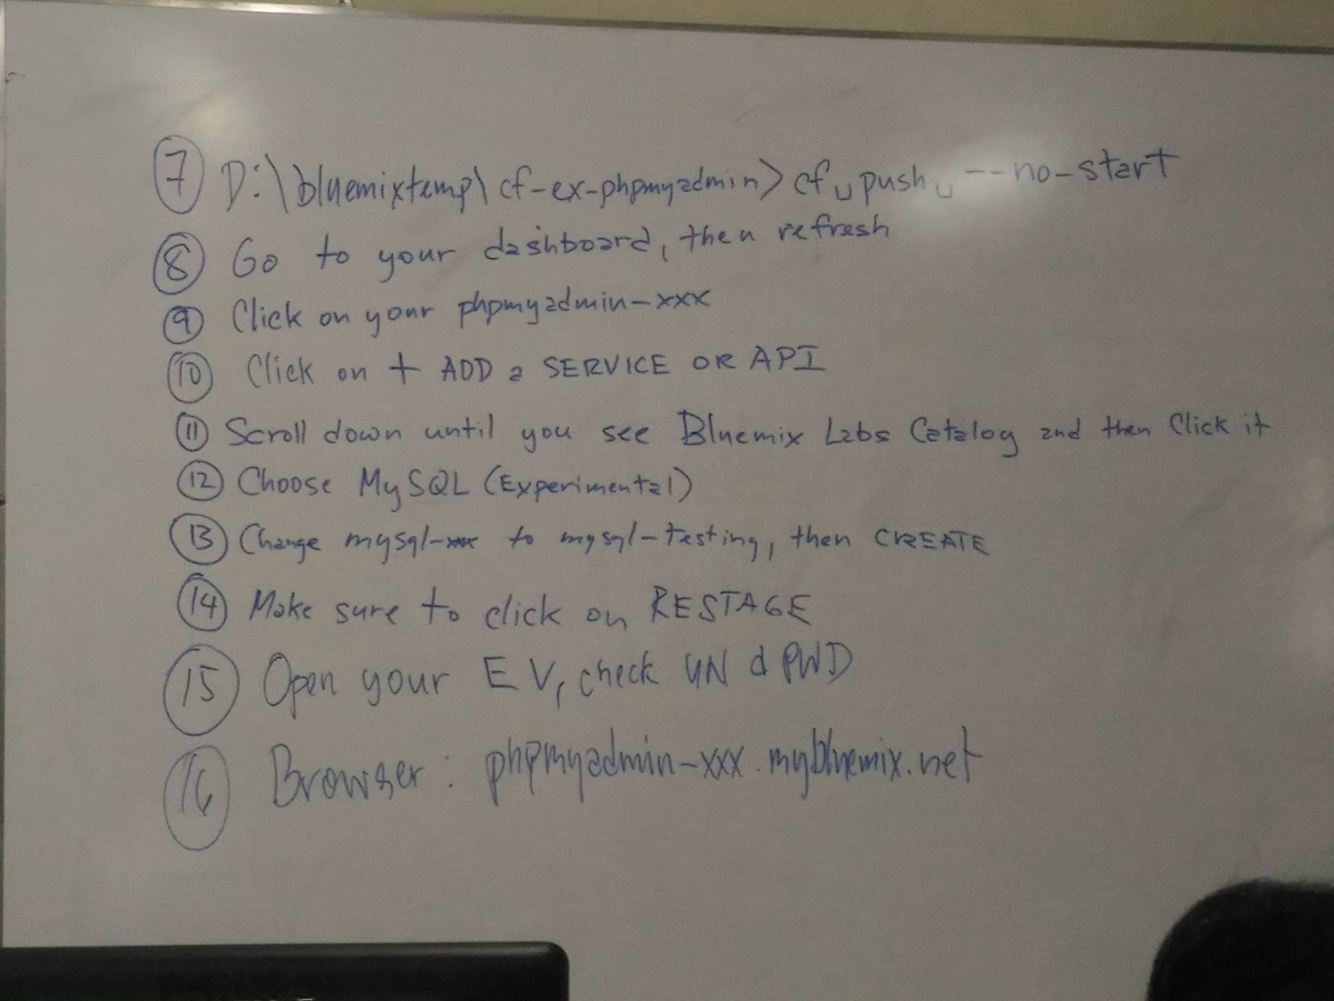 ⑦ D:\bluemixtemp\cf-ex-phpmyadmin>cf␣push␣--no-start
⑧ Go to your dashboard, then refresh
⑨ Click on your phpmyadmin-xxx
⑩ Click on + ADD a SERVICE OR API
⑪ Scroll down until you see Bluemix Labs Catalog and then Click it
⑫ Choose MySQL (Experimental)
⑬ Change mysql-xxx to mysql-testing, then CREATE
⑭ Make sure to click on RESTAGE
⑮ Open your EV, check UN & PWD
⑯ Browser: phpmyadmin-xxx.mybluemix.net